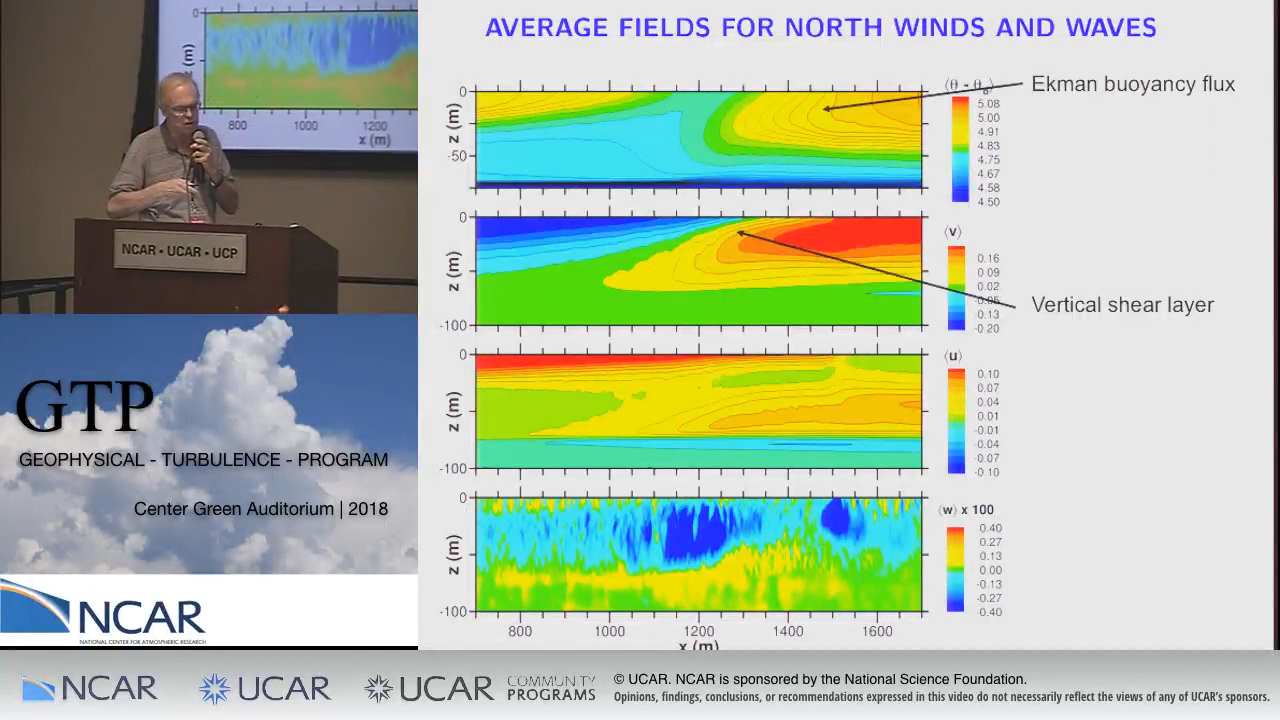 AVERAGE FIELDS FOR NORTH WINDS AND WAVES
800 1000 1200
x (m)
NCAR • UCAR • UCP
GTP
GEOPHYSICAL - TURBULENCE - PROGRAM
Center Green Auditorium | 2018
NCAR
NATIONAL CENTER FOR ATMOSPHERIC RESEARCH
0
-50
z (m)
5.08
5.00
4.91
4.83
4.75
4.67
4.58
4.50
Ekman buoyancy flux
0
-100
z (m)
⟨v⟩
0.16
0.09
0.02
-0.05
-0.13
-0.20
Vertical shear layer
0
-100
z (m)
⟨u⟩
0.10
0.07
0.04
0.01
-0.01
-0.04
-0.07
-0.10
0
-100
z (m)
⟨w⟩ x 100
0.40
0.27
0.13
0.00
-0.13
-0.27
-0.40
800 1000 1200 1400 1600
x (m)
NCAR UCAR UCAR COMMUNITY PROGRAMS
© UCAR. NCAR is sponsored by the National Science Foundation.
Opinions, findings, conclusions, or recommendations expressed in this video do not necessarily reflect the views of any of UCAR's sponsors.